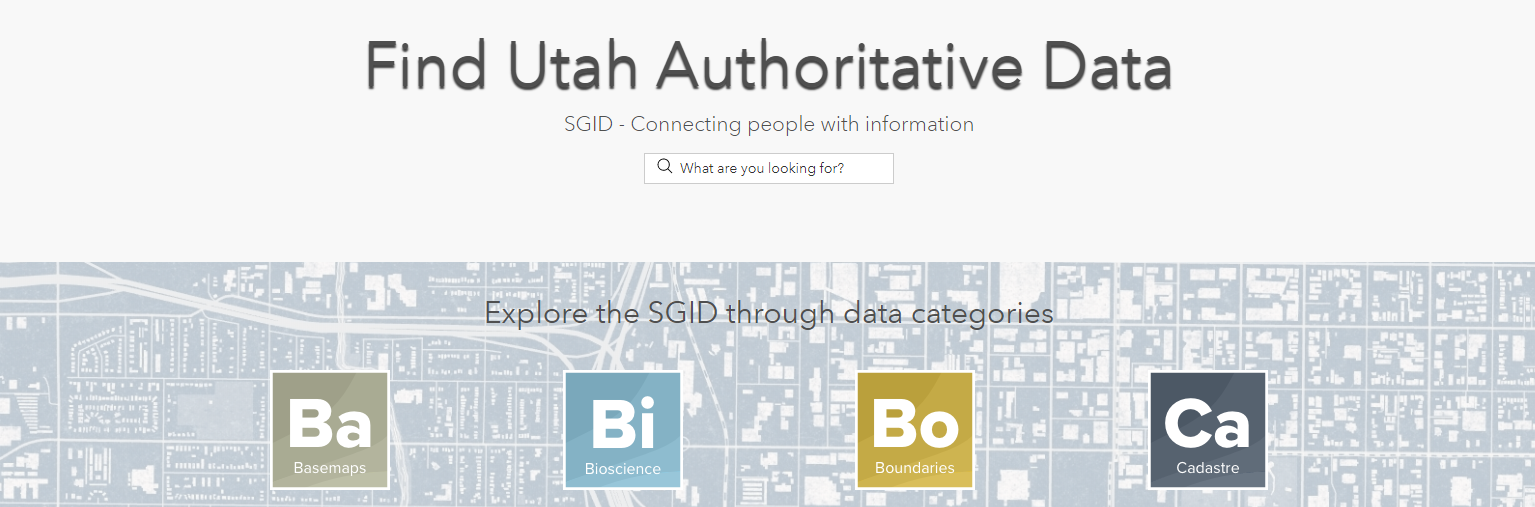 Find Utah Authoritative Data
SGID - Connecting people with information
What are you looking for?
Explore the SGID through data categories
Ba
Basemaps
Bi
Bioscience
Bo
Boundaries
Ca
Cadastre